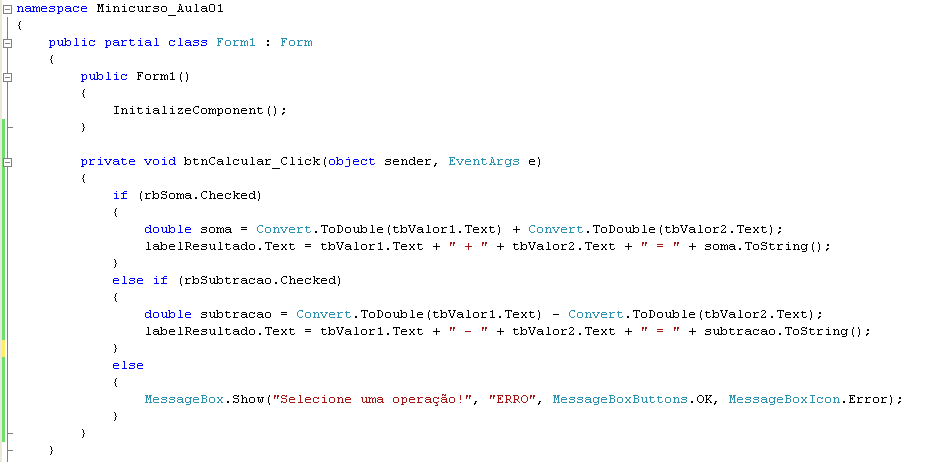 namespace Minicurso_Aula01
{
    public partial class Form1 : Form
    {
        public Form1()
        {
            InitializeComponent();
        }

        private void btnCalcular_Click(object sender, EventArgs e)
        {
            if (rbSoma.Checked)
            {
                double soma = Convert.ToDouble(tbValor1.Text) + Convert.ToDouble(tbValor2.Text);
                labelResultado.Text = tbValor1.Text + " + " + tbValor2.Text + " = " + soma.ToString();
            }
            else if (rbSubtracao.Checked)
            {
                double subtracao = Convert.ToDouble(tbValor1.Text) - Convert.ToDouble(tbValor2.Text);
                labelResultado.Text = tbValor1.Text + " - " + tbValor2.Text + " = " + subtracao.ToString();
            }
            else
            {
                MessageBox.Show("Selecione uma operação!", "ERRO", MessageBoxButtons.OK, MessageBoxIcon.Error);
            }
        }
    }